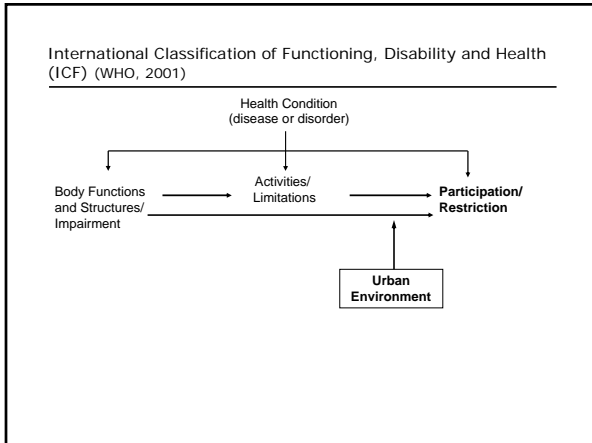 International Classification of Functioning, Disability and Health
(ICF) (WHO, 2001)
Health Condition
(disease or disorder)
Body Functions
and Structures/
Impairment
Activities/
Limitations
Participation/
Restriction
Urban
Environment